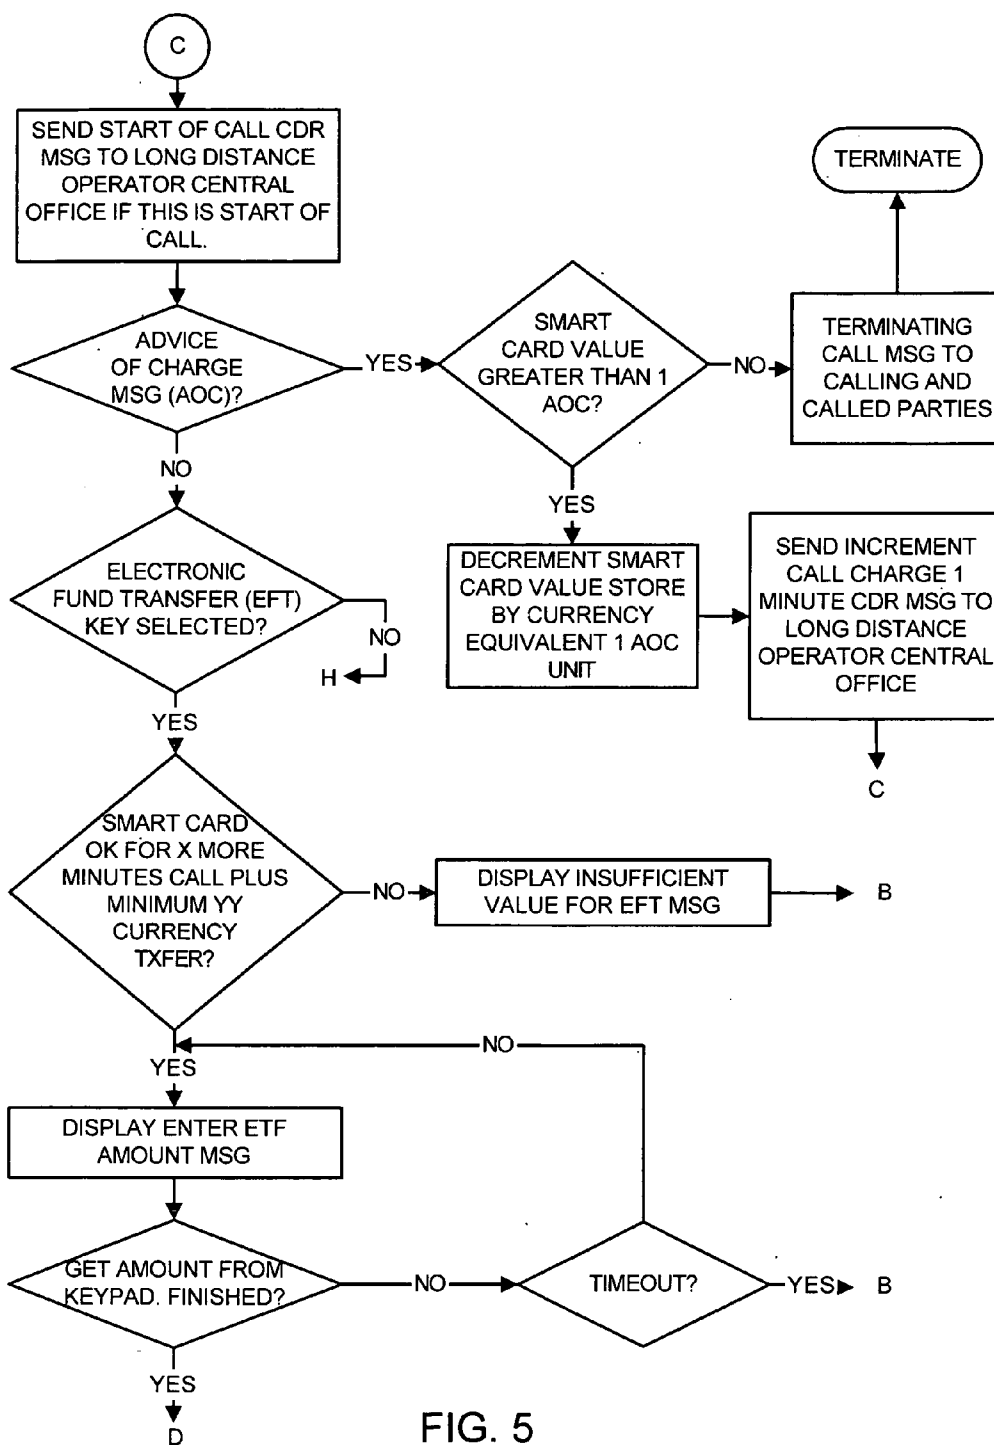 C
SEND START OF CALL CDR
MSG TO LONG DISTANCE
OPERATOR CENTRAL
OFFICE IF THIS IS START OF
CALL.
TERMINATE
ADVICE
OF CHARGE
MSG (AOC)?
YES
SMART
CARD VALUE
GREATER THAN 1
AOC?
NO
TERMINATING
CALL MSG TO
CALLING AND
CALLED PARTIES
NO
YES
ELECTRONIC
FUND TRANSFER (EFT)
KEY SELECTED?
NO
H
DECREMENT SMART
CARD VALUE STORE
BY CURRENCY
EQUIVALENT 1 AOC
UNIT
SEND INCREMENT
CALL CHARGE 1
MINUTE CDR MSG TO
LONG DISTANCE
OPERATOR CENTRAL
OFFICE
C
YES
SMART CARD
OK FOR X MORE
MINUTES CALL PLUS
MINIMUM YY
CURRENCY
TXFER?
NO
DISPLAY INSUFFICIENT
VALUE FOR EFT MSG
B
NO
YES
DISPLAY ENTER ETF
AMOUNT MSG
GET AMOUNT FROM
KEYPAD. FINISHED?
NO
TIMEOUT?
YES
B
YES
D
FIG. 5